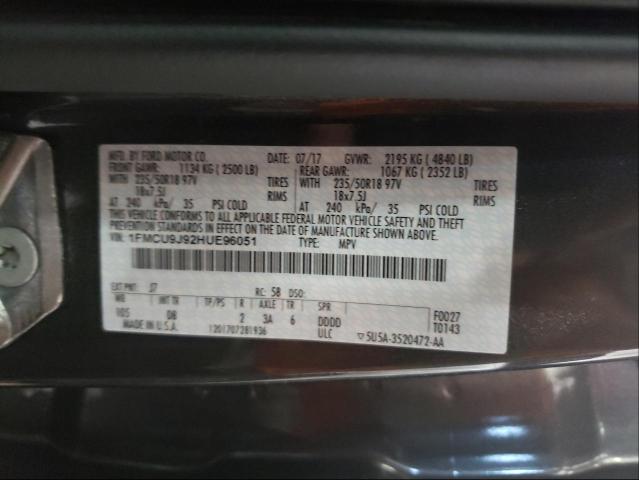 MFD. BY FORD MOTOR CO. DATE: 07/17 GVWR: 2195 KG ( 4840 LB)
FRONT GAWR: 1134 KG ( 2500 LB) REAR GAWR: 1067 KG ( 2352 LB)
WITH 235/50R18 97V TIRES WITH 235/50R18 97V TIRES
18x7.5J RIMS 18x7.5J RIMS
AT 240 kPa/ 35 PSI COLD AT 240 kPa/ 35 PSI COLD
THIS VEHICLE CONFORMS TO ALL APPLICABLE FEDERAL MOTOR VEHICLE SAFETY AND THEFT PREVENTION
STANDARDS IN EFFECT ON THE DATE OF MANUFACTURE SHOWN ABOVE.
VIN: 1FMCU9J92HUE96051 TYPE: MPV
EXT PNT: J7 RC: 58 DSO:
WB INT TR TP/PS R AXLE TR SPR
105 DB 2 3A 6 DDDD
MADE IN U.S.A. 1201707281936 ULC
F0027
T0143
▽5U5A-3520472-AA